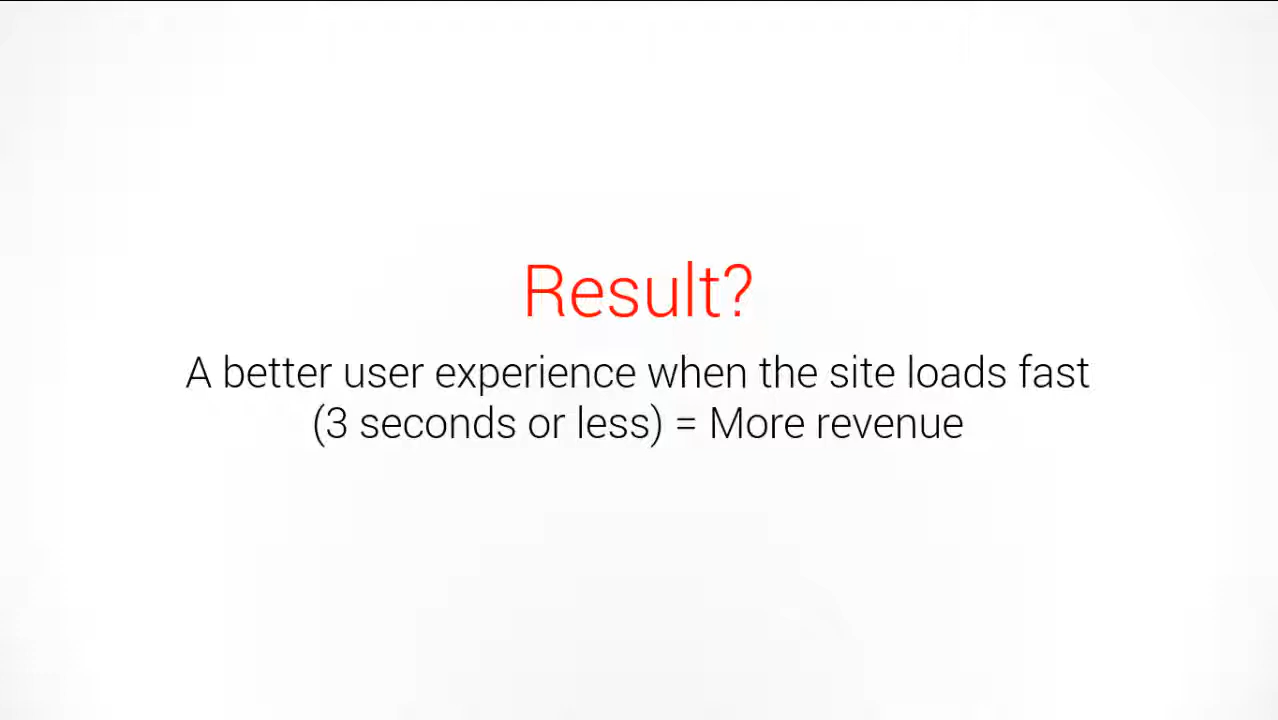 Result?
A better user experience when the site loads fast
(3 seconds or less) = More revenue